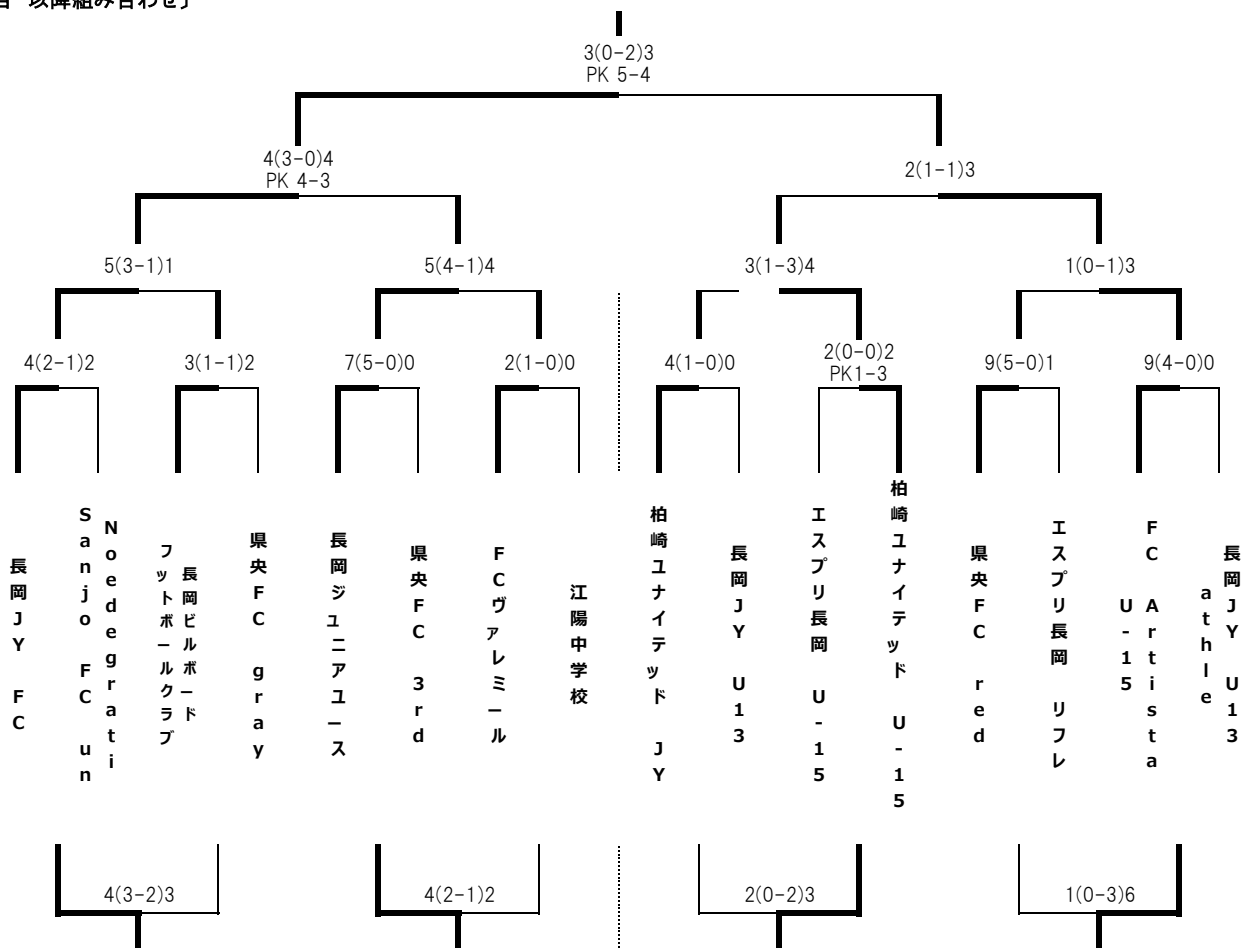 以降組み合わせ〕
3(0-2)3
PK 5-4
4(3-0)4
PK 4-3
2(1-1)3
5(3-1)1
5(4-1)4
3(1-3)4
1(0-1)3
4(2-1)2
3(1-1)2
7(5-0)0
2(1-0)0
4(1-0)0
2(0-0)2
PK1-3
9(5-0)1
9(4-0)0
長岡JY FC
Noedegrati
Sanjo FC un
長岡ビルボード
フットボールクラブ
県央FC gray
長岡ジュニアユース
県央FC 3rd
FCヴァレミール
江陽中学校
柏崎ユナイテッド JY
長岡JY U13
エスプリ長岡 U-15
柏崎ユナイテッド U-15
県央FC red
エスプリ長岡 リフレ
FC Artista
U-15
長岡JY U13
athle
4(3-2)3
4(2-1)2
2(0-2)3
1(0-3)6